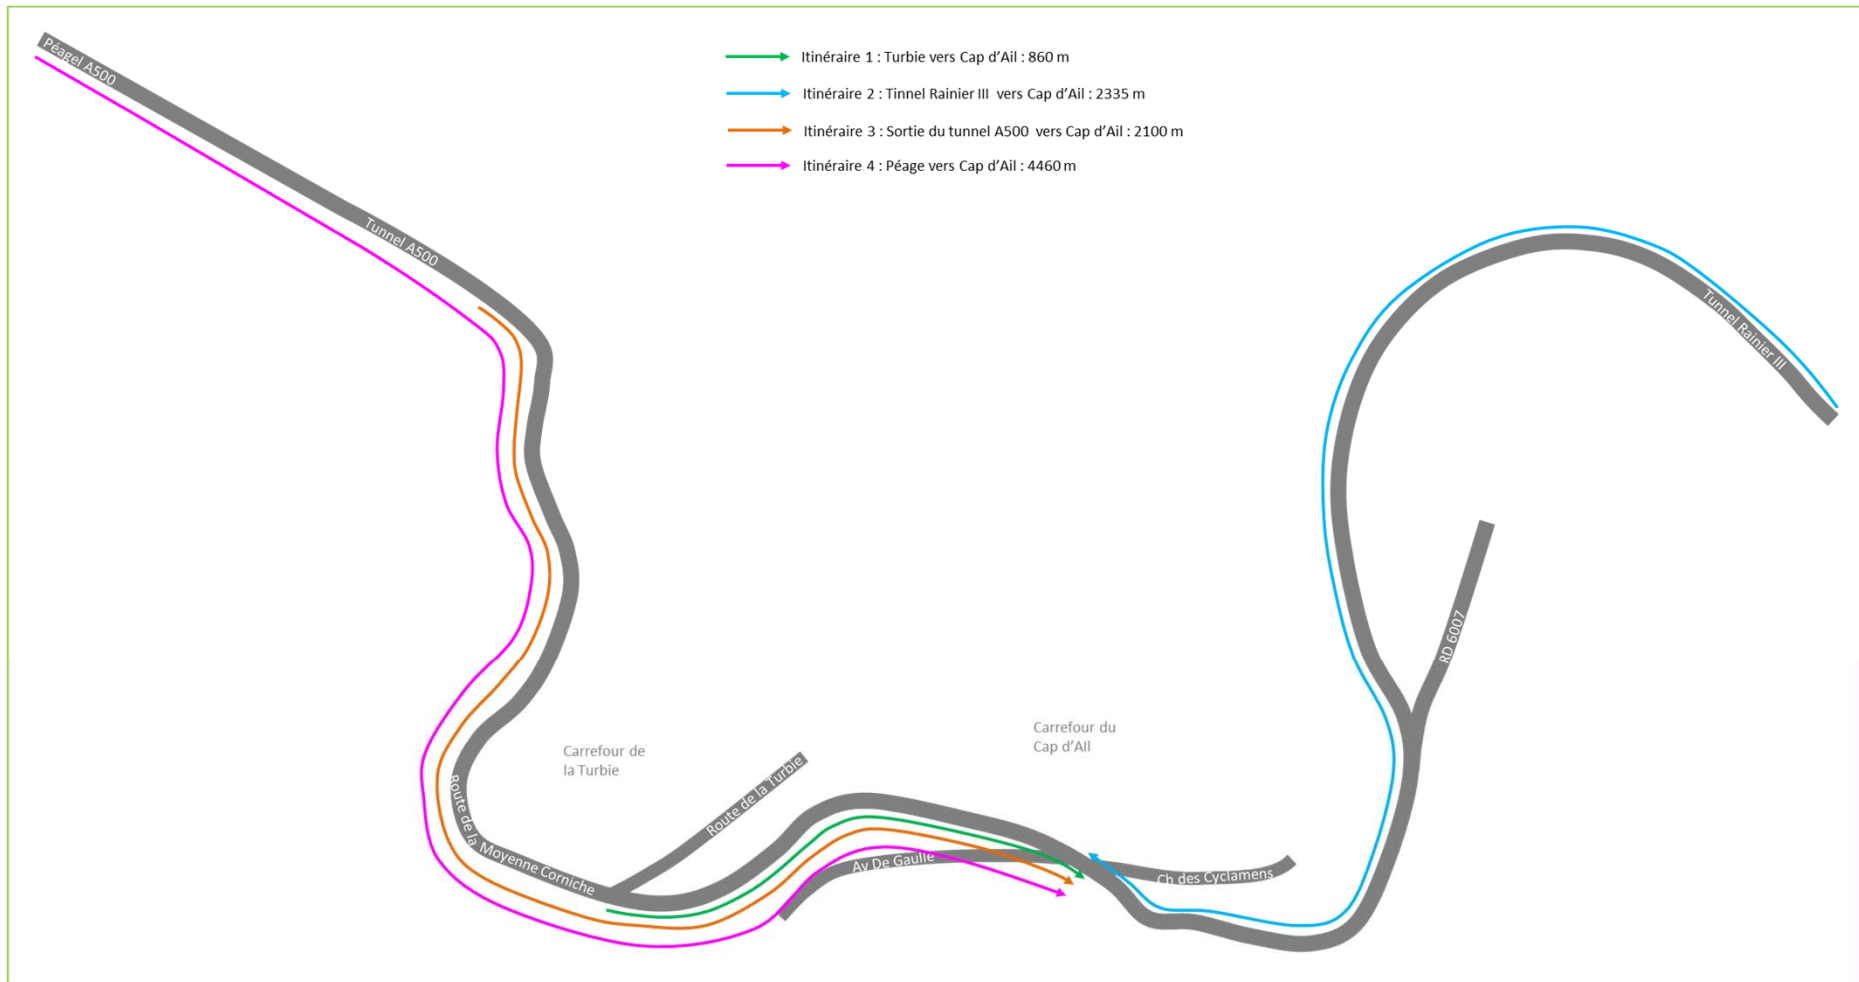 Péagel A500
Itinéraire 1 : Turbie vers Cap d'Ail : 860 m
Itinéraire 2 : Tinnel Rainier III vers Cap d'Ail : 2335 m
Itinéraire 3 : Sortie du tunnel A500 vers Cap d'Ail : 2100 m
Itinéraire 4 : Péage vers Cap d'Ail : 4460 m
Tunnel A500
Tunnel Rainier III
RD 6007
Carrefour de
la Turbie
Carrefour du
Cap d'AIl
Route de la Turbie
Route de la Moyenne Corniche
Av De Gaulle
Ch des Cyclamens